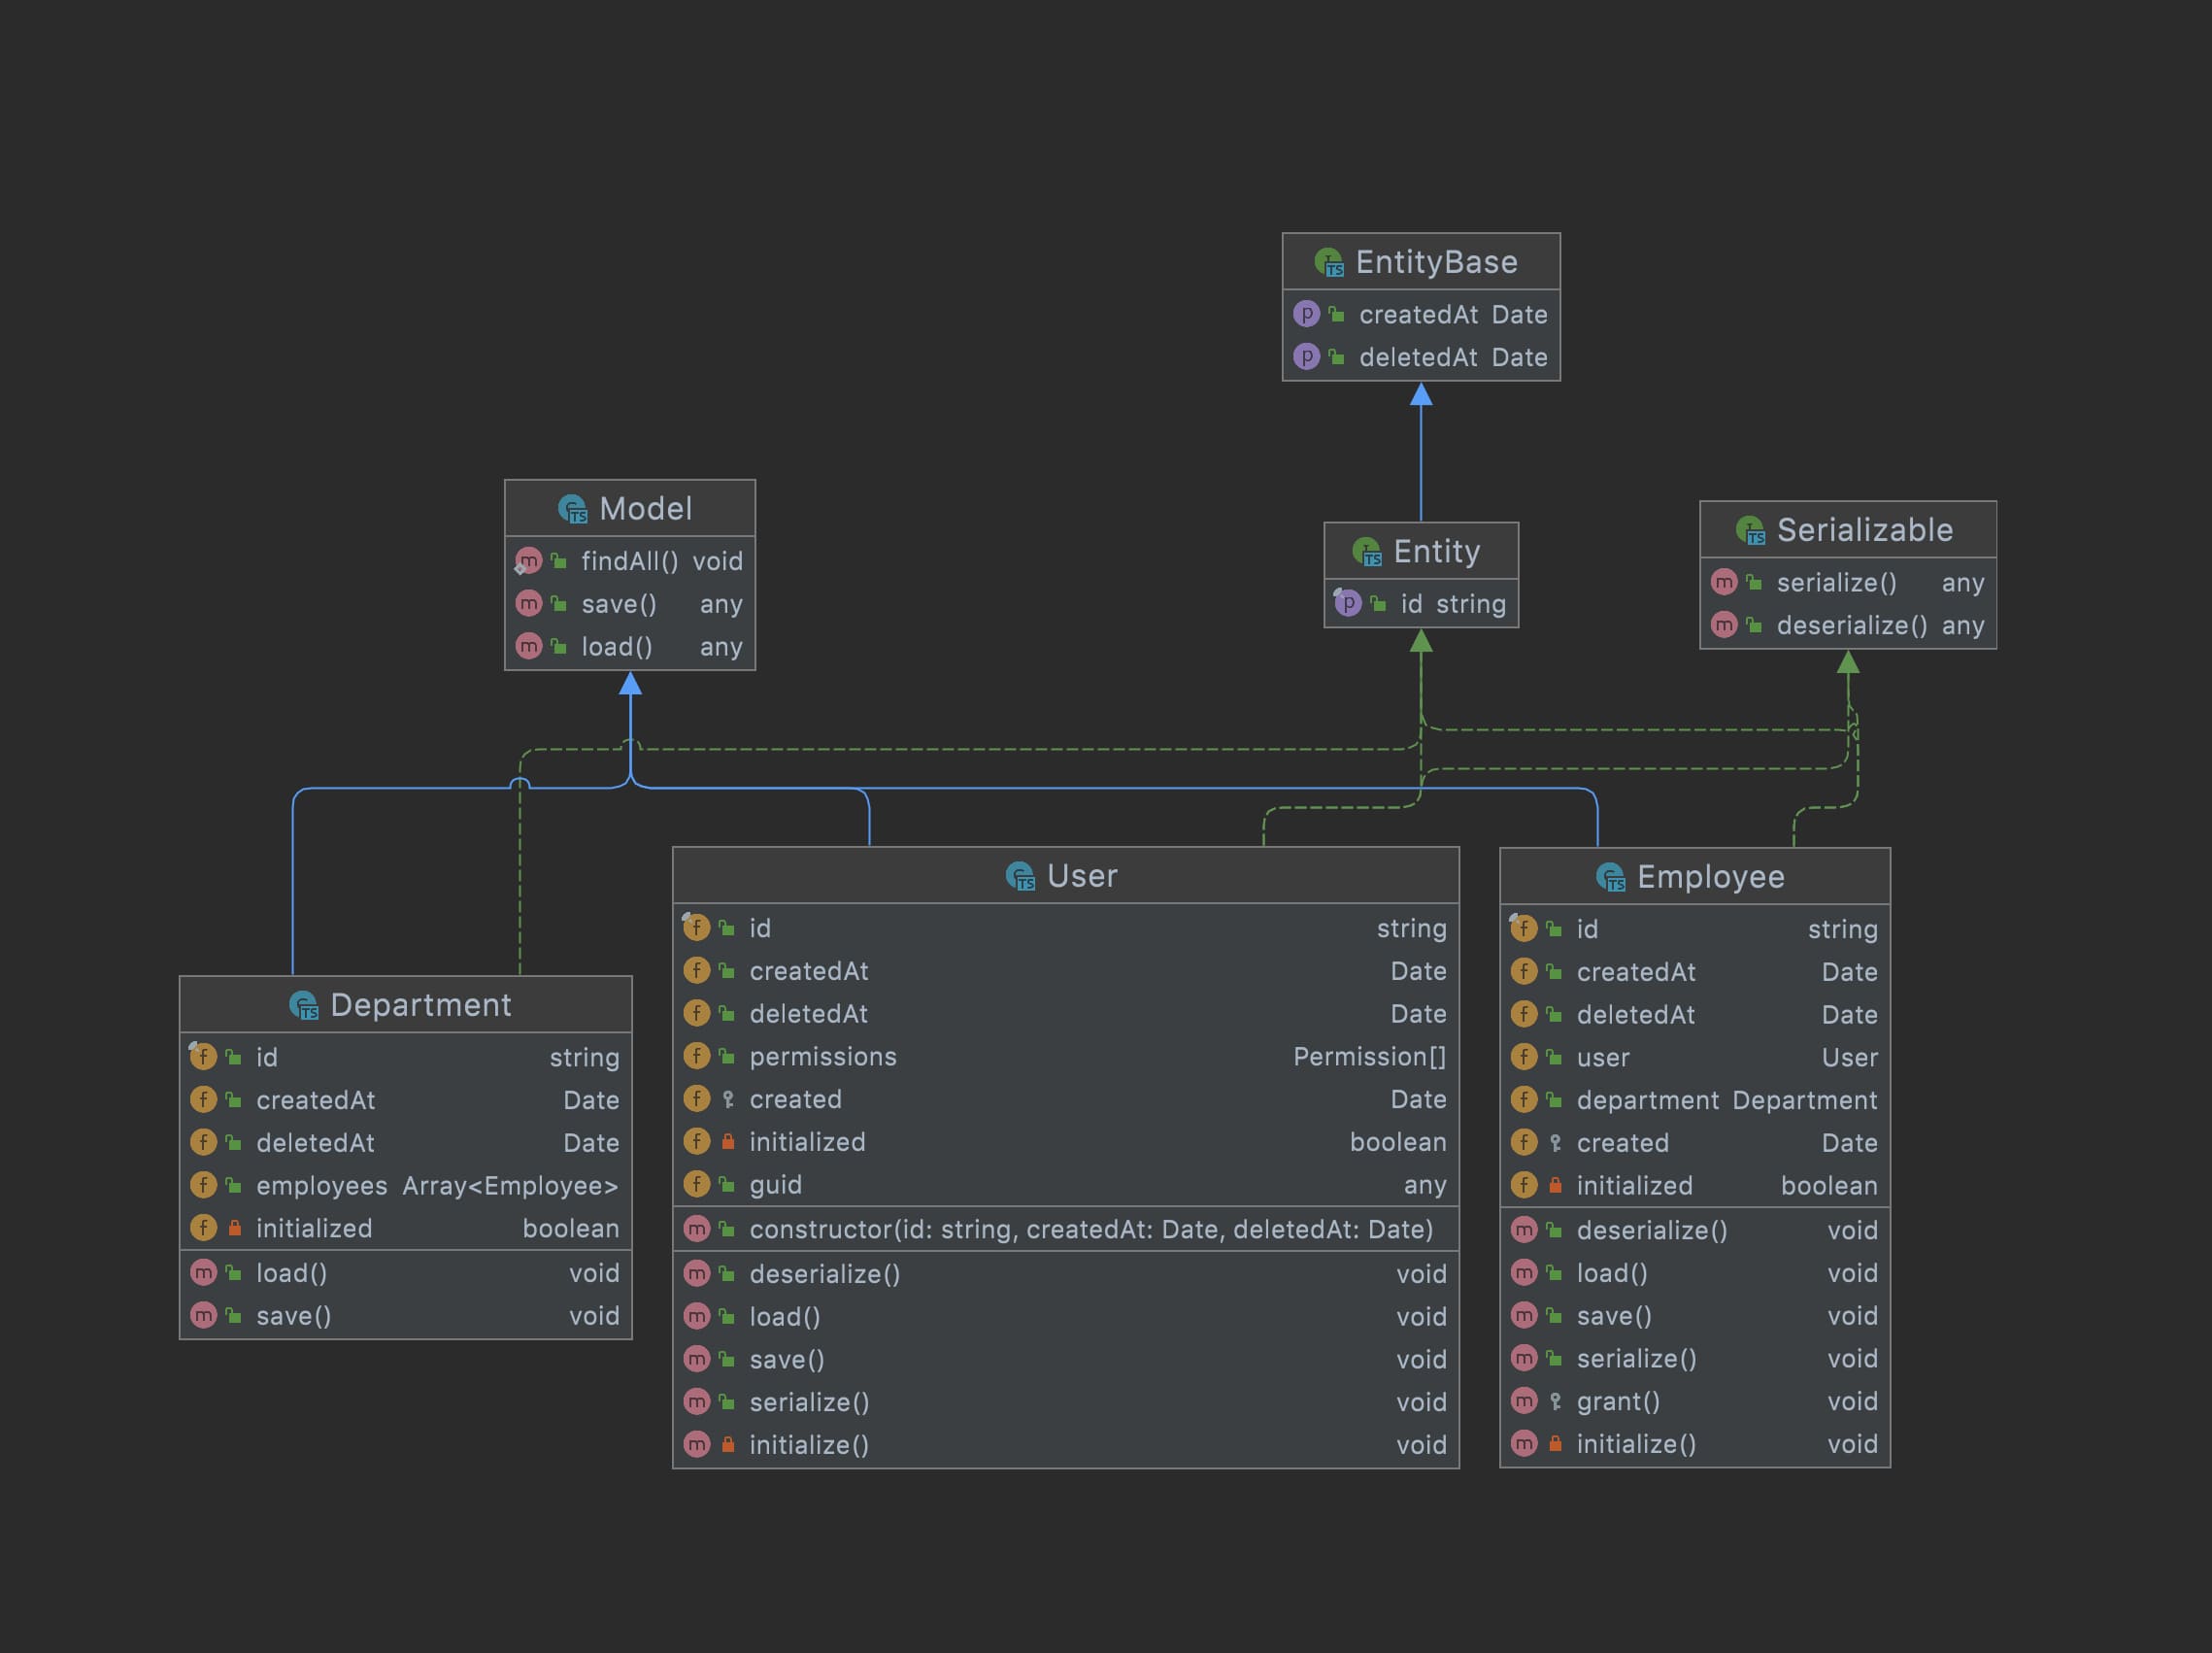 EntityBase
createdAt Date
deletedAt Date
Model
findAll() void
save() any
load() any
Entity
id string
Serializable
serialize() any
deserialize() any
Department
id string
createdAt Date
deletedAt Date
employees Array<Employee>
initialized boolean
load() void
save() void
User
id string
createdAt Date
deletedAt Date
permissions Permission[]
created Date
initialized boolean
guid any
constructor(id: string, createdAt: Date, deletedAt: Date)
deserialize() void
load() void
save() void
serialize() void
initialize() void
Employee
id string
createdAt Date
deletedAt Date
user User
department Department
created Date
initialized boolean
deserialize() void
load() void
save() void
serialize() void
grant() void
initialize() void